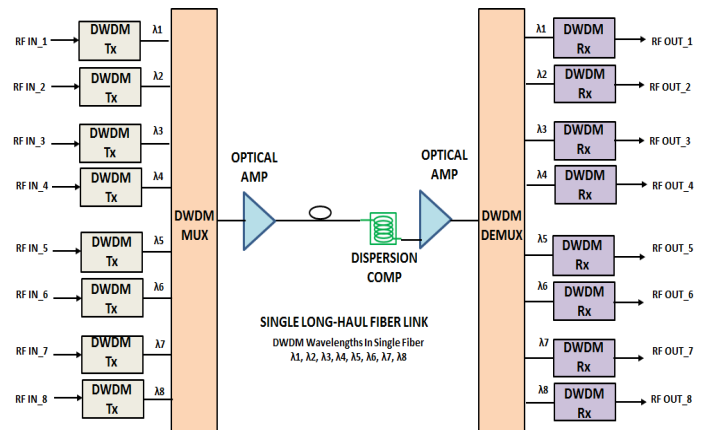 RF IN_1
DWDM
Tx
λ1
RF IN_2
DWDM
Tx
λ2
RF IN_3
DWDM
Tx
λ3
RF IN_4
DWDM
Tx
λ4
RF IN_5
DWDM
Tx
λ5
RF IN_6
DWDM
Tx
λ6
RF IN_7
DWDM
Tx
λ7
RF IN_8
DWDM
Tx
λ8
DWDM
MUX
OPTICAL
AMP
DISPERSION
COMP
OPTICAL
AMP
SINGLE LONG-HAUL FIBER LINK
DWDM Wavelengths In Single Fiber
λ1, λ2, λ3, λ4, λ5, λ6, λ7, λ8
DWDM
DEMUX
λ1
DWDM
Rx
RF OUT_1
λ2
DWDM
Rx
RF OUT_2
λ3
DWDM
Rx
RF OUT_3
λ4
DWDM
Rx
RF OUT_4
λ5
DWDM
Rx
RF OUT_5
λ6
DWDM
Rx
RF OUT_6
λ7
DWDM
Rx
RF OUT_7
λ8
DWDM
Rx
RF OUT_8